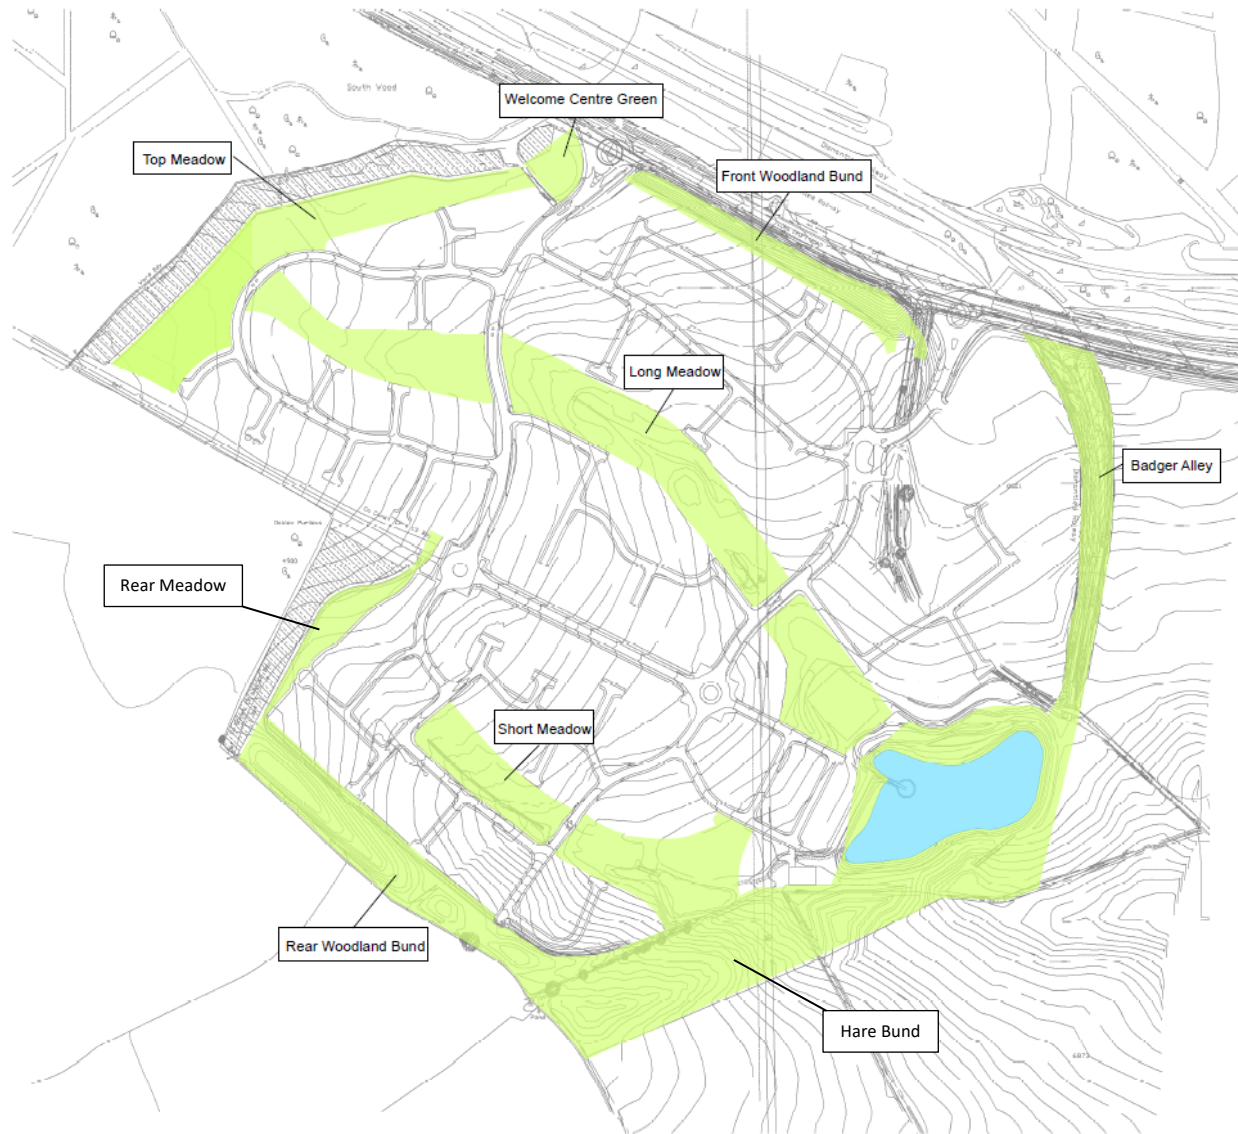 South Wood
Welcome Centre Green
Top Meadow
Front Woodland Bund
Long Meadow
Badger Alley
Rear Meadow
Short Meadow
Rear Woodland Bund
Hare Bund
6873